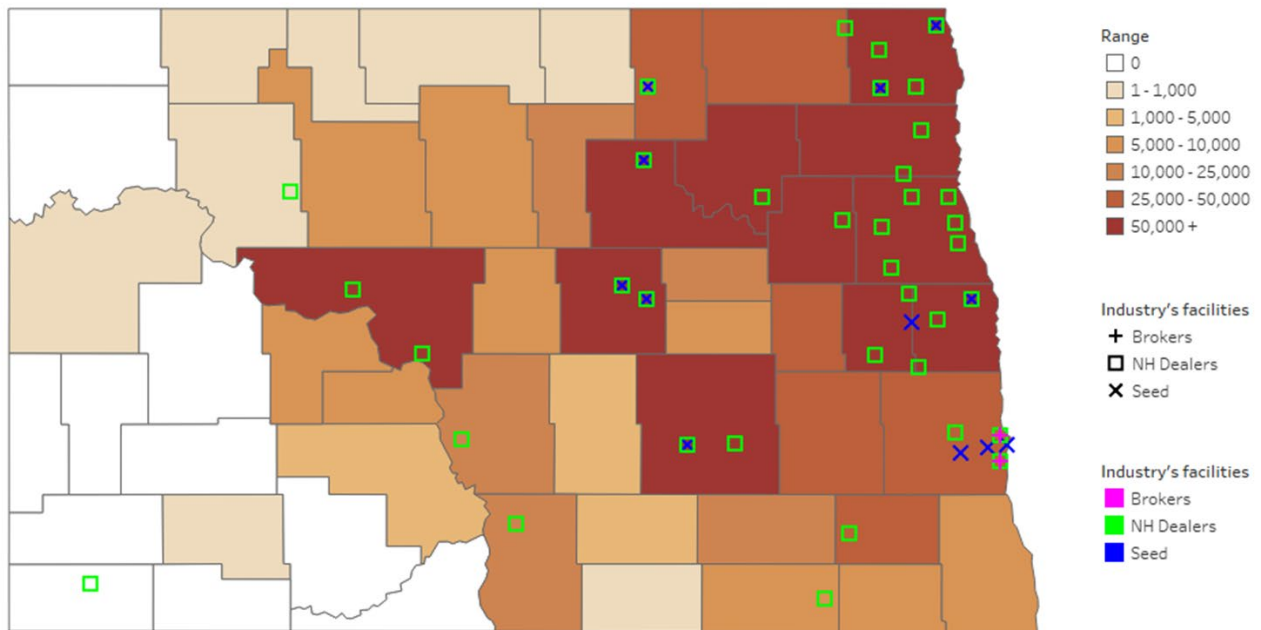 Range
0
1 - 1,000
1,000 - 5,000
5,000 - 10,000
10,000 - 25,000
25,000 - 50,000
50,000 +
Industry's facilities
Brokers
NH Dealers
Seed
Industry's facilities
Brokers
NH Dealers
Seed